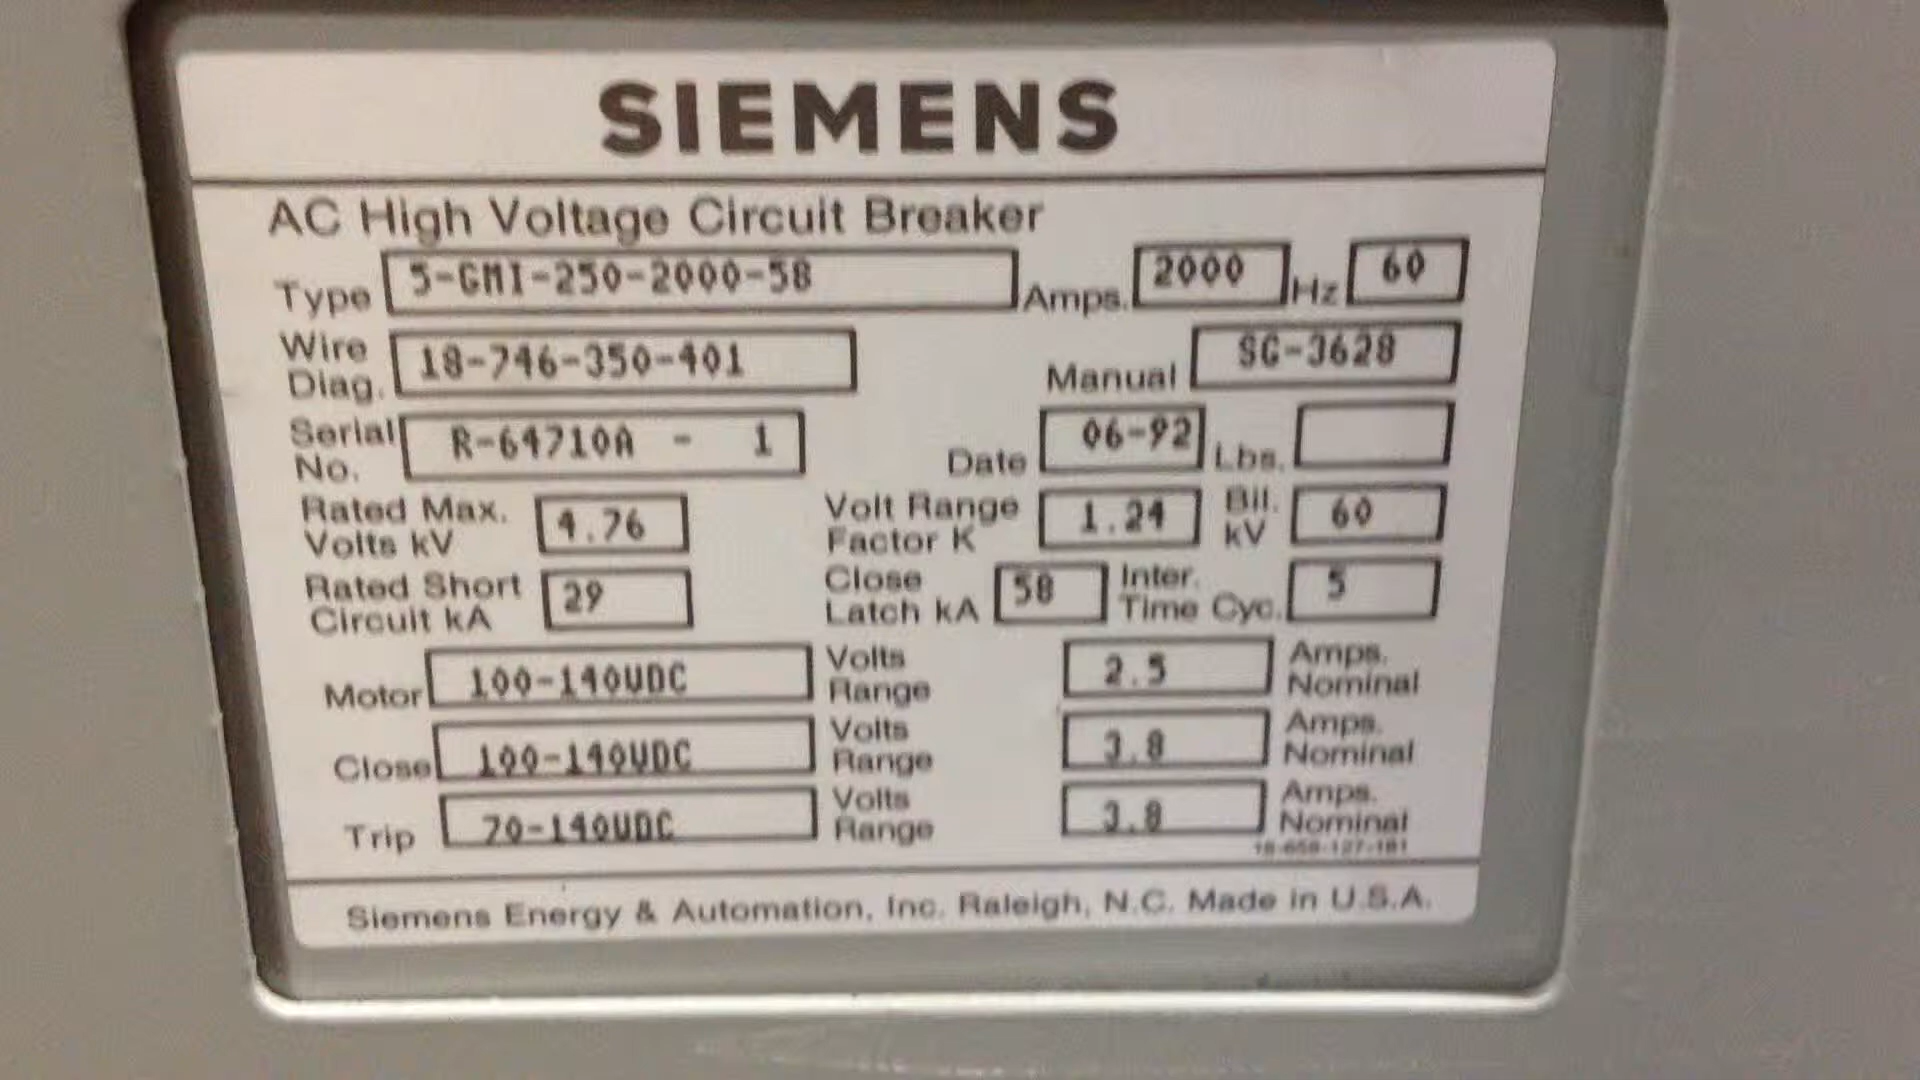 SIEMENS
AC High Voltage Circuit Breaker
Type 5-GMI-250-2000-58 Amps. 2000 Hz 60
Wire Diag. 18-746-350-401 Manual SG-3628
Serial No. R-64710A - 1 Date 06-92 Lbs.
Rated Max. Volts kV 4.76 Volt Range Factor K 1.24 Bil. kV 60
Rated Short Circuit kA 29 Close Latch kA 58 Inter. Time Cyc. 5
Motor 100-140VDC Volts Range 2.5 Amps. Nominal
Close 100-140VDC Volts Range 3.8 Amps. Nominal
Trip 70-140VDC Volts Range 3.8 Amps. Nominal
18-658-127-181
Siemens Energy & Automation, Inc. Raleigh, N.C. Made in U.S.A.